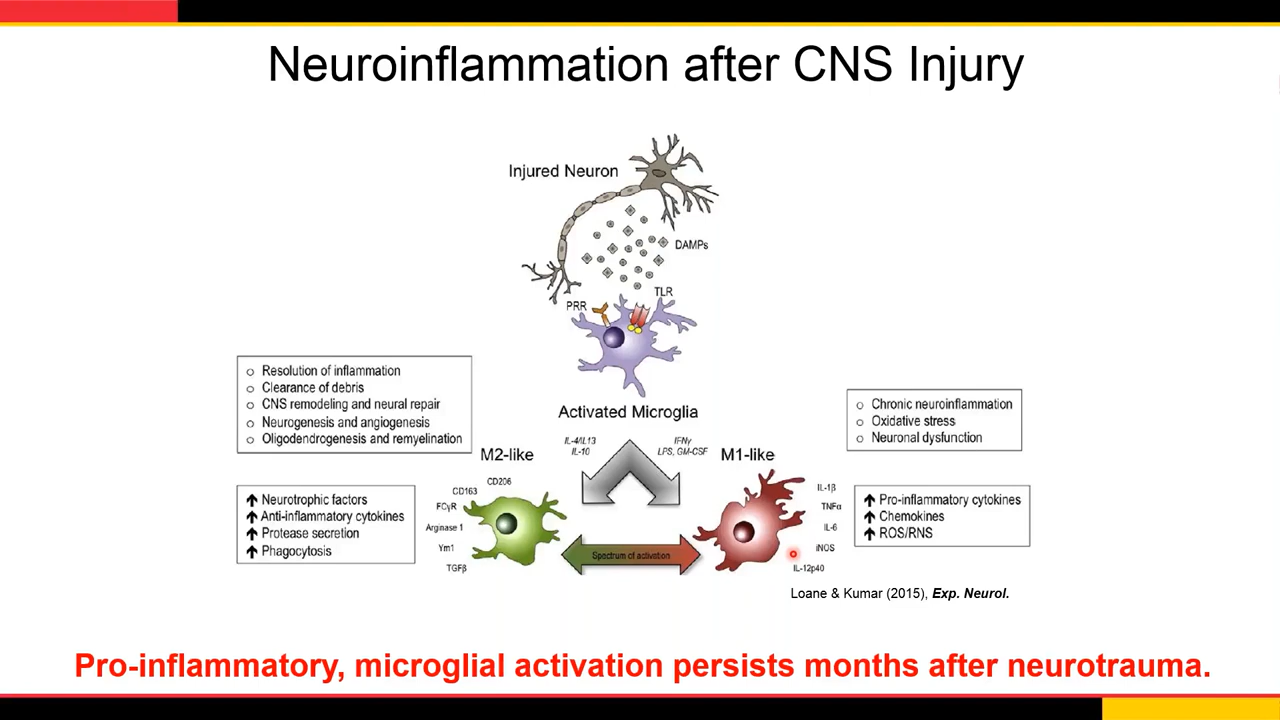 Neuroinflammation after CNS Injury
Injured Neuron
DAMPs
PRR
TLR
Activated Microglia
○ Resolution of inflammation
○ Clearance of debris
○ CNS remodeling and neural repair
○ Neurogenesis and angiogenesis
○ Oligodendrogenesis and remyelination
IL-4/IL13
IL-10
IFNγ
LPS, GM-CSF
○ Chronic neuroinflammation
○ Oxidative stress
○ Neuronal dysfunction
M2-like
M1-like
↑ Neurotrophic factors
↑ Anti-inflammatory cytokines
↑ Protease secretion
↑ Phagocytosis
CD206
CD163
FCγR
Arginase 1
Ym1
TGFβ
Spectrum of activation
IL-1β
TNFα
IL-6
iNOS
IL-12p40
↑ Pro-inflammatory cytokines
↑ Chemokines
↑ ROS/RNS
Loane & Kumar (2015), Exp. Neurol.
Pro-inflammatory, microglial activation persists months after neurotrauma.